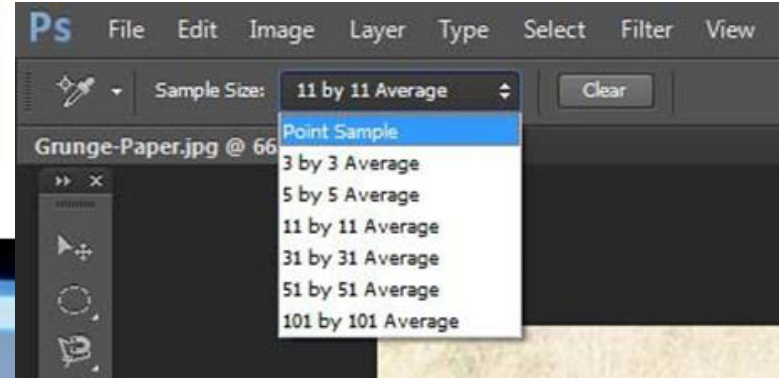 Ps File Edit Image Layer Type Select Filter View
Sample Size: 11 by 11 Average Clear
Grunge-Paper.jpg @ 66
Point Sample
3 by 3 Average
5 by 5 Average
11 by 11 Average
31 by 31 Average
51 by 51 Average
101 by 101 Average